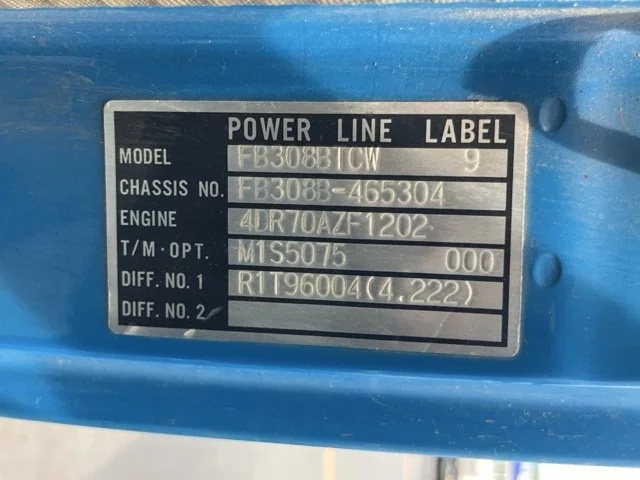 POWER LINE LABEL
MODEL FB308BTCW 9
CHASSIS NO. FB308B-465304
ENGINE 4DR70AZF1202
T/M·OPT. M1S5075 000
DIFF. NO. 1 R1T96004(4.222)
DIFF. NO. 2